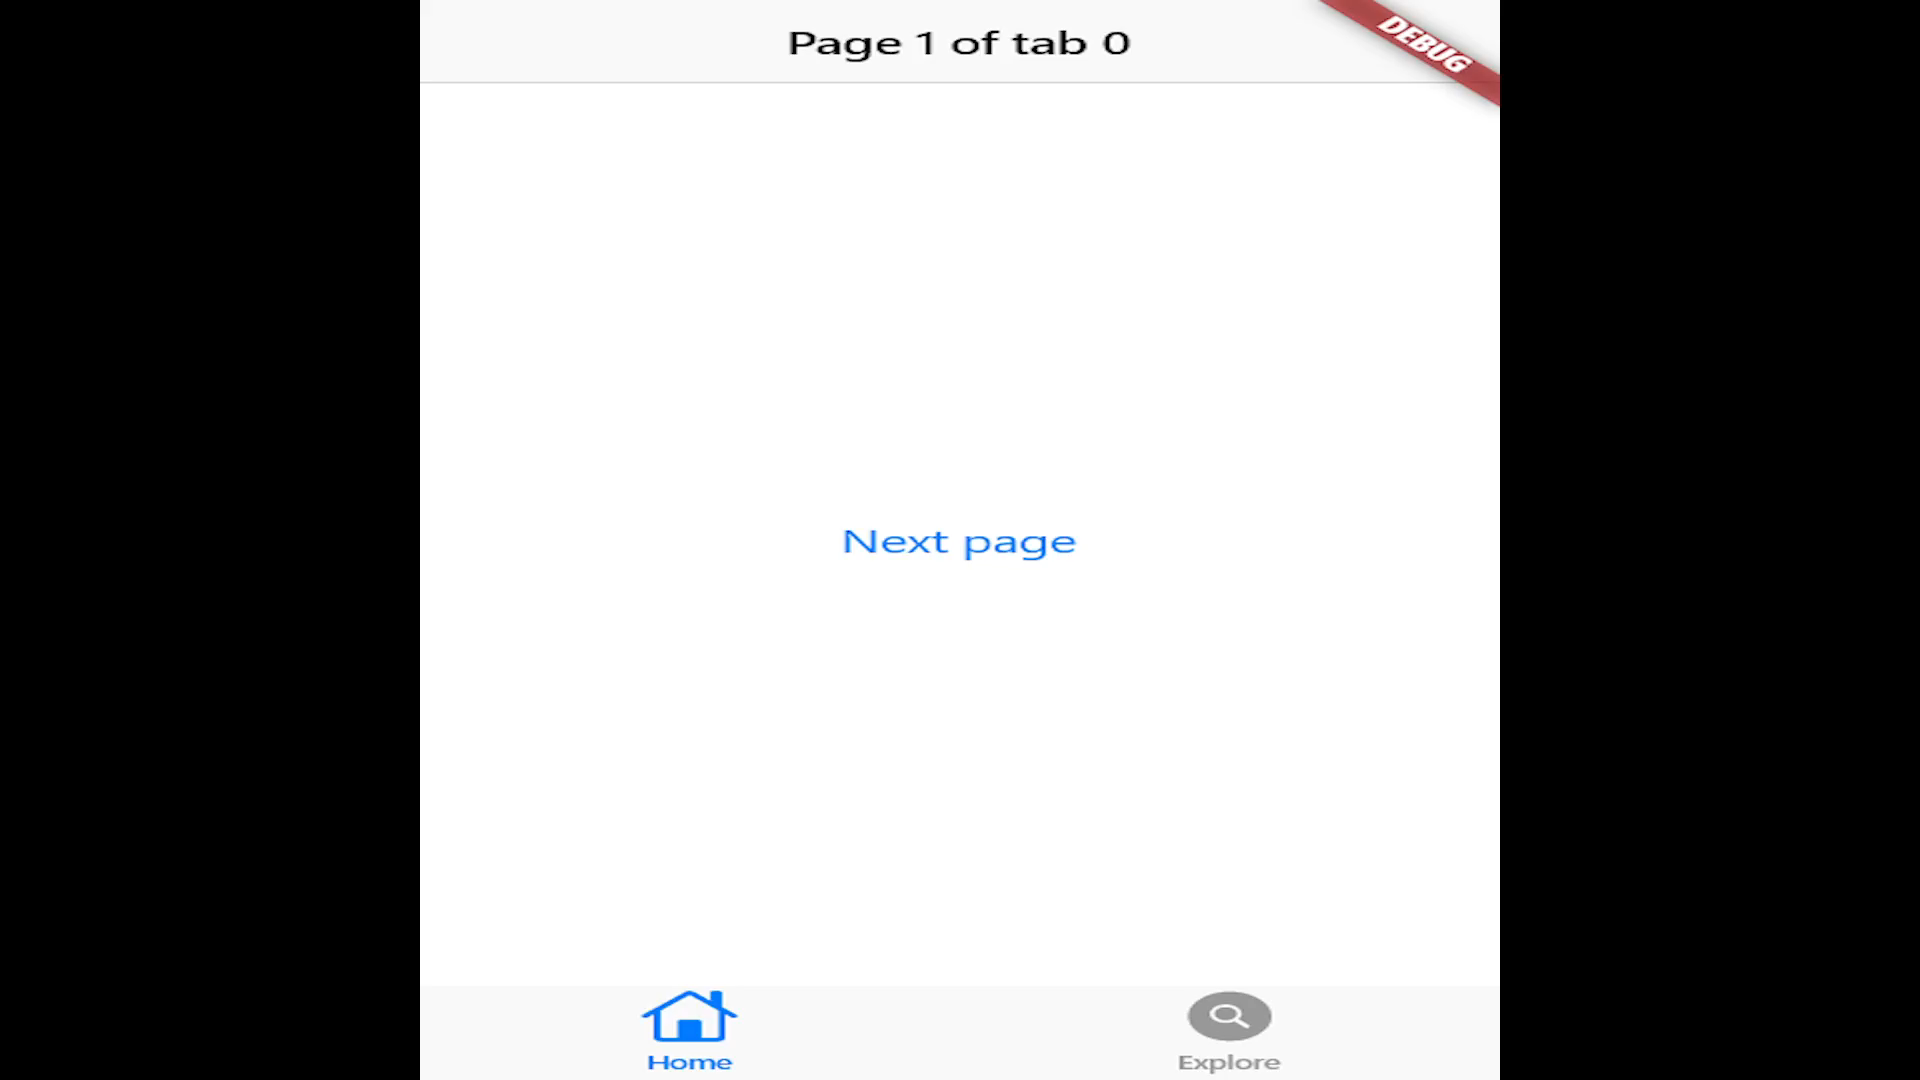 Page 1 of tab 0
DEBUG
Next page
Home
Explore